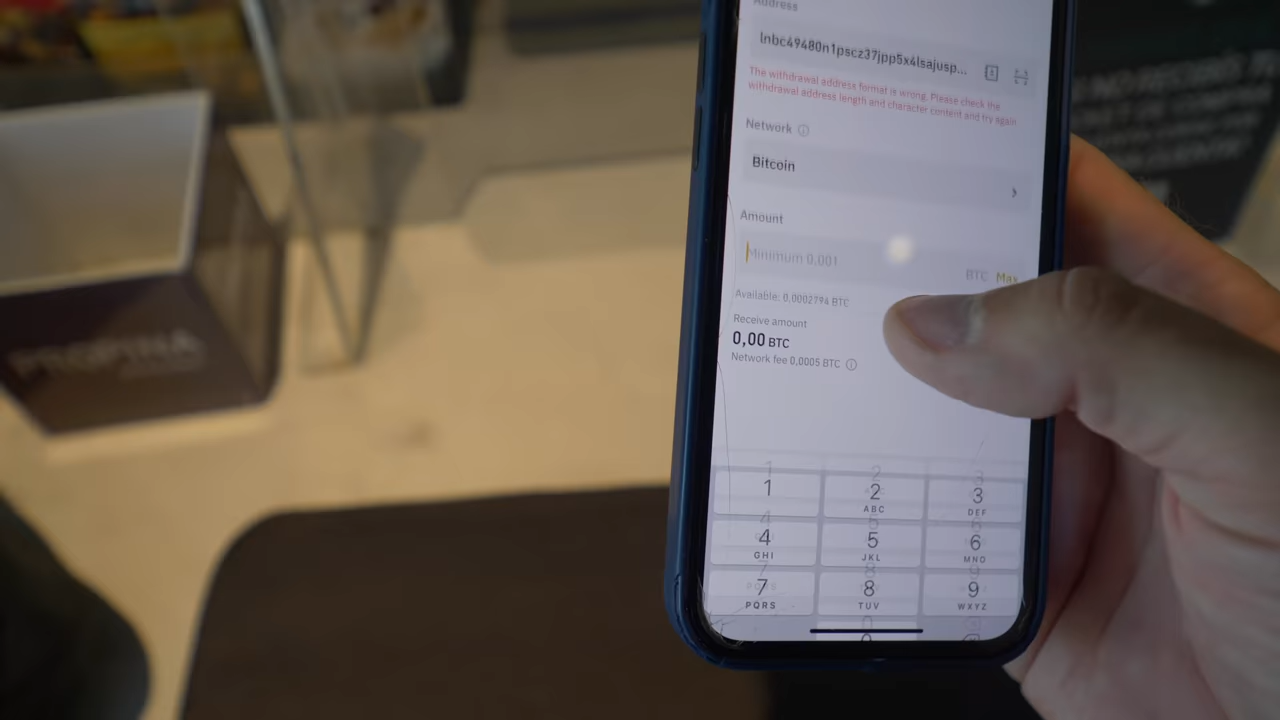 Address
lnbc49480n1pscz37jpp5x4lsajusp...
The withdrawal address format is wrong. Please check the
withdrawal address length and character content and try again
Network
Bitcoin
Amount
Minimum 0,001
BTC Max
Available: 0,0002794 BTC
Receive amount
0,00 BTC
Network fee 0,0005 BTC
1
2 ABC
3 DEF
4 GHI
5 JKL
6 MNO
7 PQRS
8 TUV
9 WXYZ
PROPINA